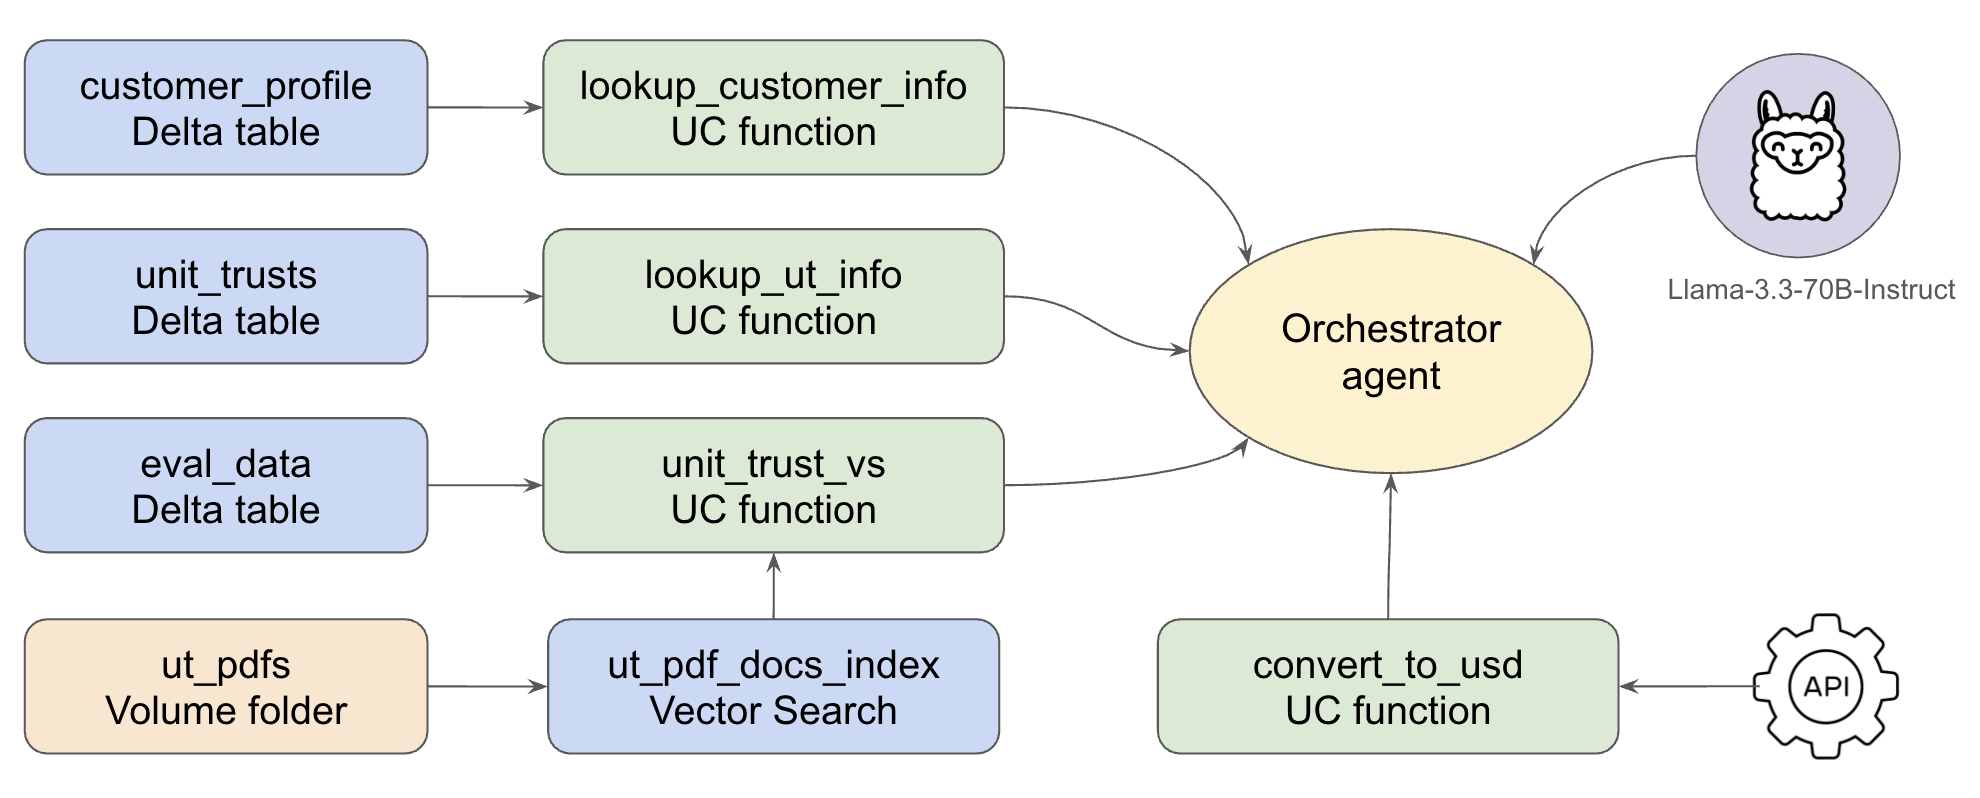 customer_profile
Delta table
lookup_customer_info
UC function
unit_trusts
Delta table
lookup_ut_info
UC function
Llama-3.3-70B-Instruct
Orchestrator
agent
eval_data
Delta table
unit_trust_vs
UC function
ut_pdfs
Volume folder
ut_pdf_docs_index
Vector Search
convert_to_usd
UC function
API